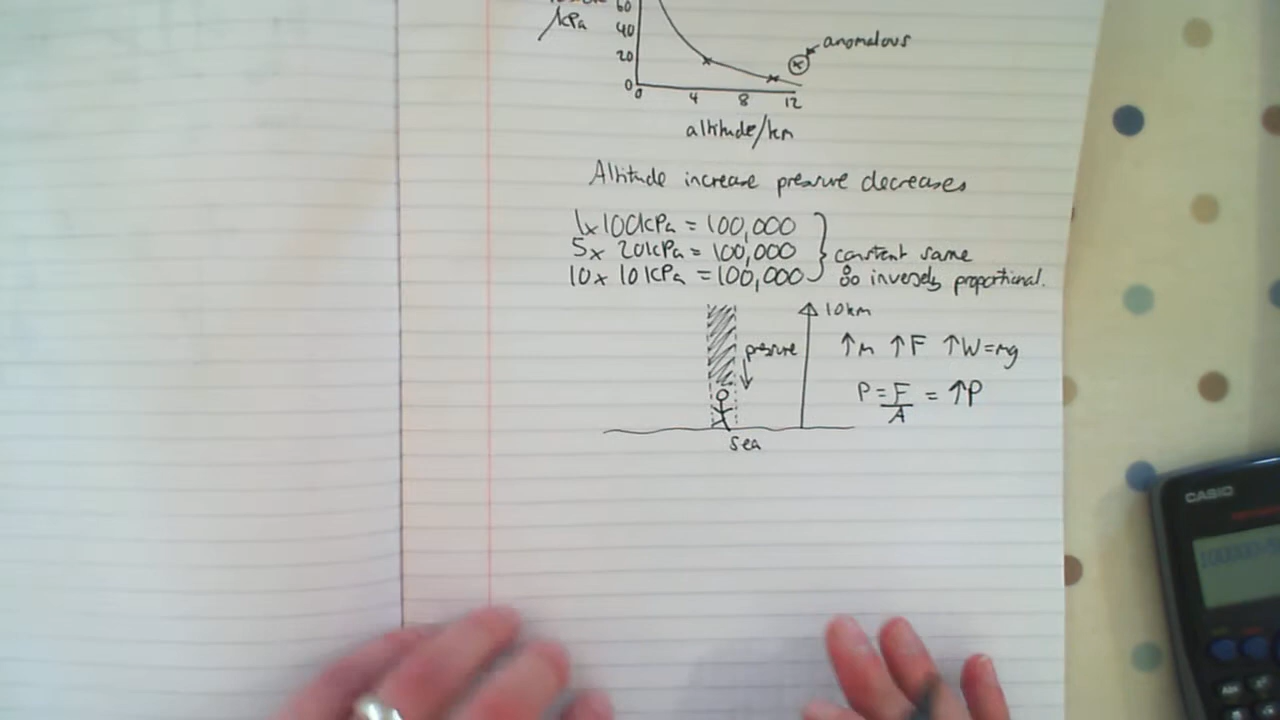 60
/kPa
40
20
0
0 4 8 12
anomalous
altitude/km
Altitude increase pressure decreases
1x100kPa = 100,000
5x 20kPa = 100,000
10x 10kPa = 100,000
constant same
∴ inversely proportional.
10km
pressure
↑m ↑F ↑W=mg
P = F/A = ↑P
sea
CASIO